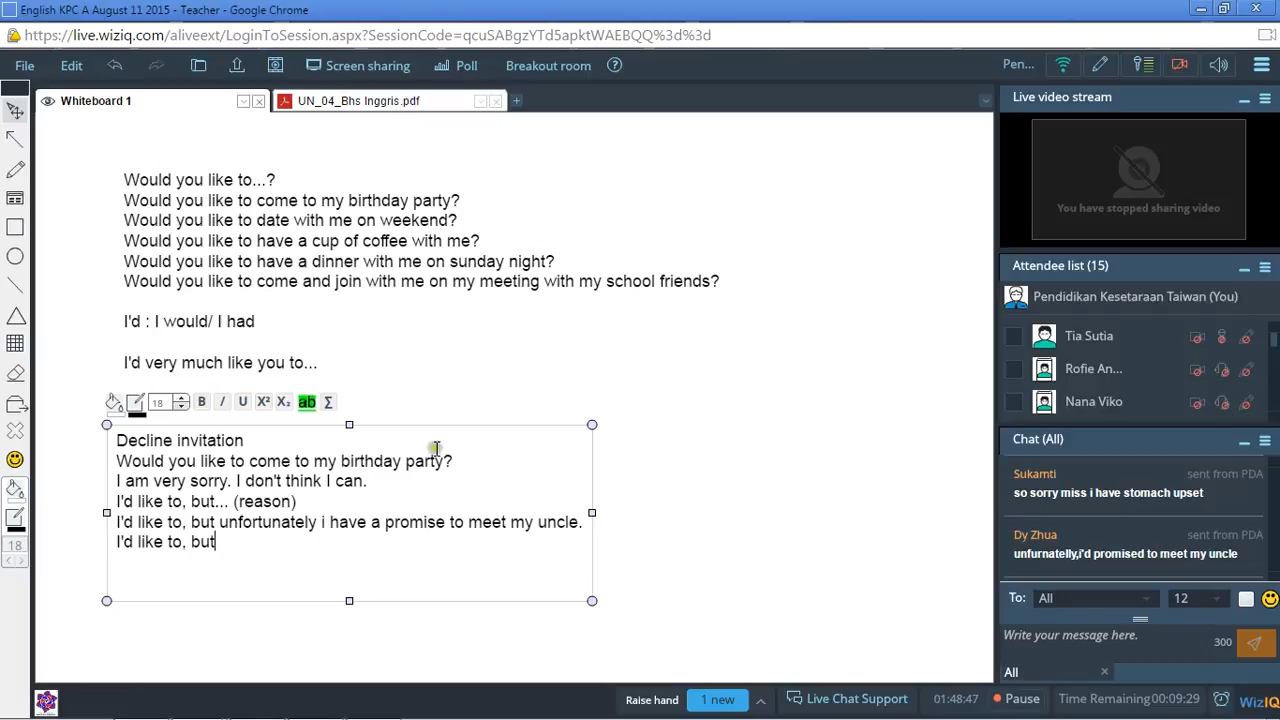 English KPC A August 11 2015 - Teacher - Google Chrome
https://live.wiziq.com/aliveext/LoginToSession.aspx?SessionCode=qcuSABgzYTd5apktWAEBQQ%3d%3d
File Edit Screen sharing Poll Breakout room Pen...
Whiteboard 1
UN_04_Bhs Inggris.pdf
Would you like to...?
Would you like to come to my birthday party?
Would you like to date with me on weekend?
Would you like to have a cup of coffee with me?
Would you like to have a dinner with me on sunday night?
Would you like to come and join with me on my meeting with my school friends?
I'd : I would/ I had
I'd very much like you to...
18 B I U X² X₂ ab Σ
Decline invitation
Would you like to come to my birthday party?
I am very sorry. I don't think I can.
I'd like to, but... (reason)
I'd like to, but unfortunately i have a promise to meet my uncle.
I'd like to, but
18
Live video stream
You have stopped sharing video
Attendee list (15)
Pendidikan Kesetaraan Taiwan (You)
Tia Sutia
Rofie An...
Nana Viko
Chat (All)
Sukamti sent from PDA
so sorry miss i have stomach upset
Dy Zhua sent from PDA
unfurnatelly,i'd promised to meet my uncle
To: All 12
Write your message here. 300
All
Raise hand 1 new Live Chat Support 01:48:47 Pause Time Remaining 00:09:29 WizIQ